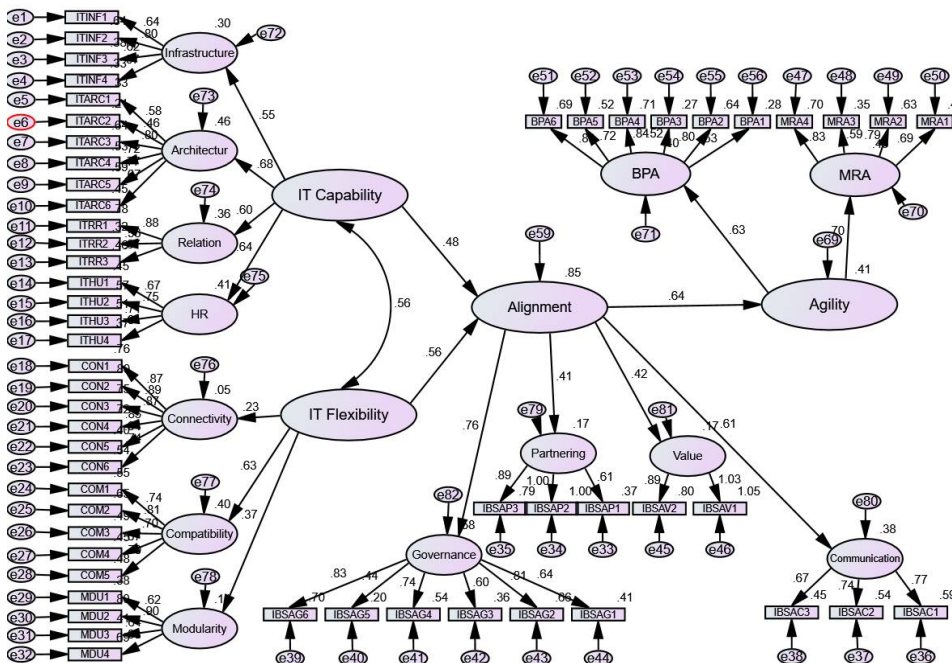 e1 ITINF1 .64
e2 ITINF2 .80
e3 ITINF3
e4 ITINF4
Infrastructure .30 e72
e5 ITARC1 .58
e6 ITARC2 .46
e7 ITARC3 .80
e8 ITARC4
e9 ITARC5
e10 ITARC6
e73 .46
Architectur
e11 ITRR1 .88
e12 ITRR2
e13 ITRR3 .45
e74 .36
Relation
e14 ITHU1 .67
e15 ITHU2 .75
e16 ITHU3
e17 ITHU4
e75 .41
HR
.55
.68
.60
.64
IT Capability
.56
.76
e18 CON1 .87
e19 CON2 .89
e20 CON3 .87
e21 CON4
e22 CON5
e23 CON6
e76 .05
Connectivity .23
IT Flexibility
e24 COM1 .74
e25 COM2 .81
e26 COM3
e27 COM4
e28 COM5
e77 .40
Compatibility .63
.37
e29 MDU1 .62
e30 MDU2 .90
e31 MDU3
e32 MDU4
e78
Modularity
.48
.56
e59 .85
Alignment .64
e51 e52 e53 e54 e55 e56 e47 e48 e49 e50
.69 .52 .71 .27 .64 .28 .70 .35 .63
BPA6 BPA5 BPA4 BPA3 BPA2 BPA1 MRA4 MRA3 MRA2 MRA1
.72 .84 .52 .80 .53 .83 .59 .79 .69
BPA MRA
e71 e70
.63 .70
e69 .41
Agility
.76 .41 .42 .61
e79 .17
Partnering
.89 1.00 .61
.79 1.00 .37
IBSAP3 IBSAP2 IBSAP1
e35 e34 e33
e81 .17
Value
.89 1.03
.80 1.05
IBSAV2 IBSAV1
e45 e46
e82 .58
Governance
.83 .44 .74 .60 .81 .64
.70 .20 .54 .36 .66 .41
IBSAG6 IBSAG5 IBSAG4 IBSAG3 IBSAG2 IBSAG1
e39 e40 e41 e42 e43 e44
e80 .38
Communication
.67 .74 .77
.45 .54 .59
IBSAC3 IBSAC2 IBSAC1
e38 e37 e36